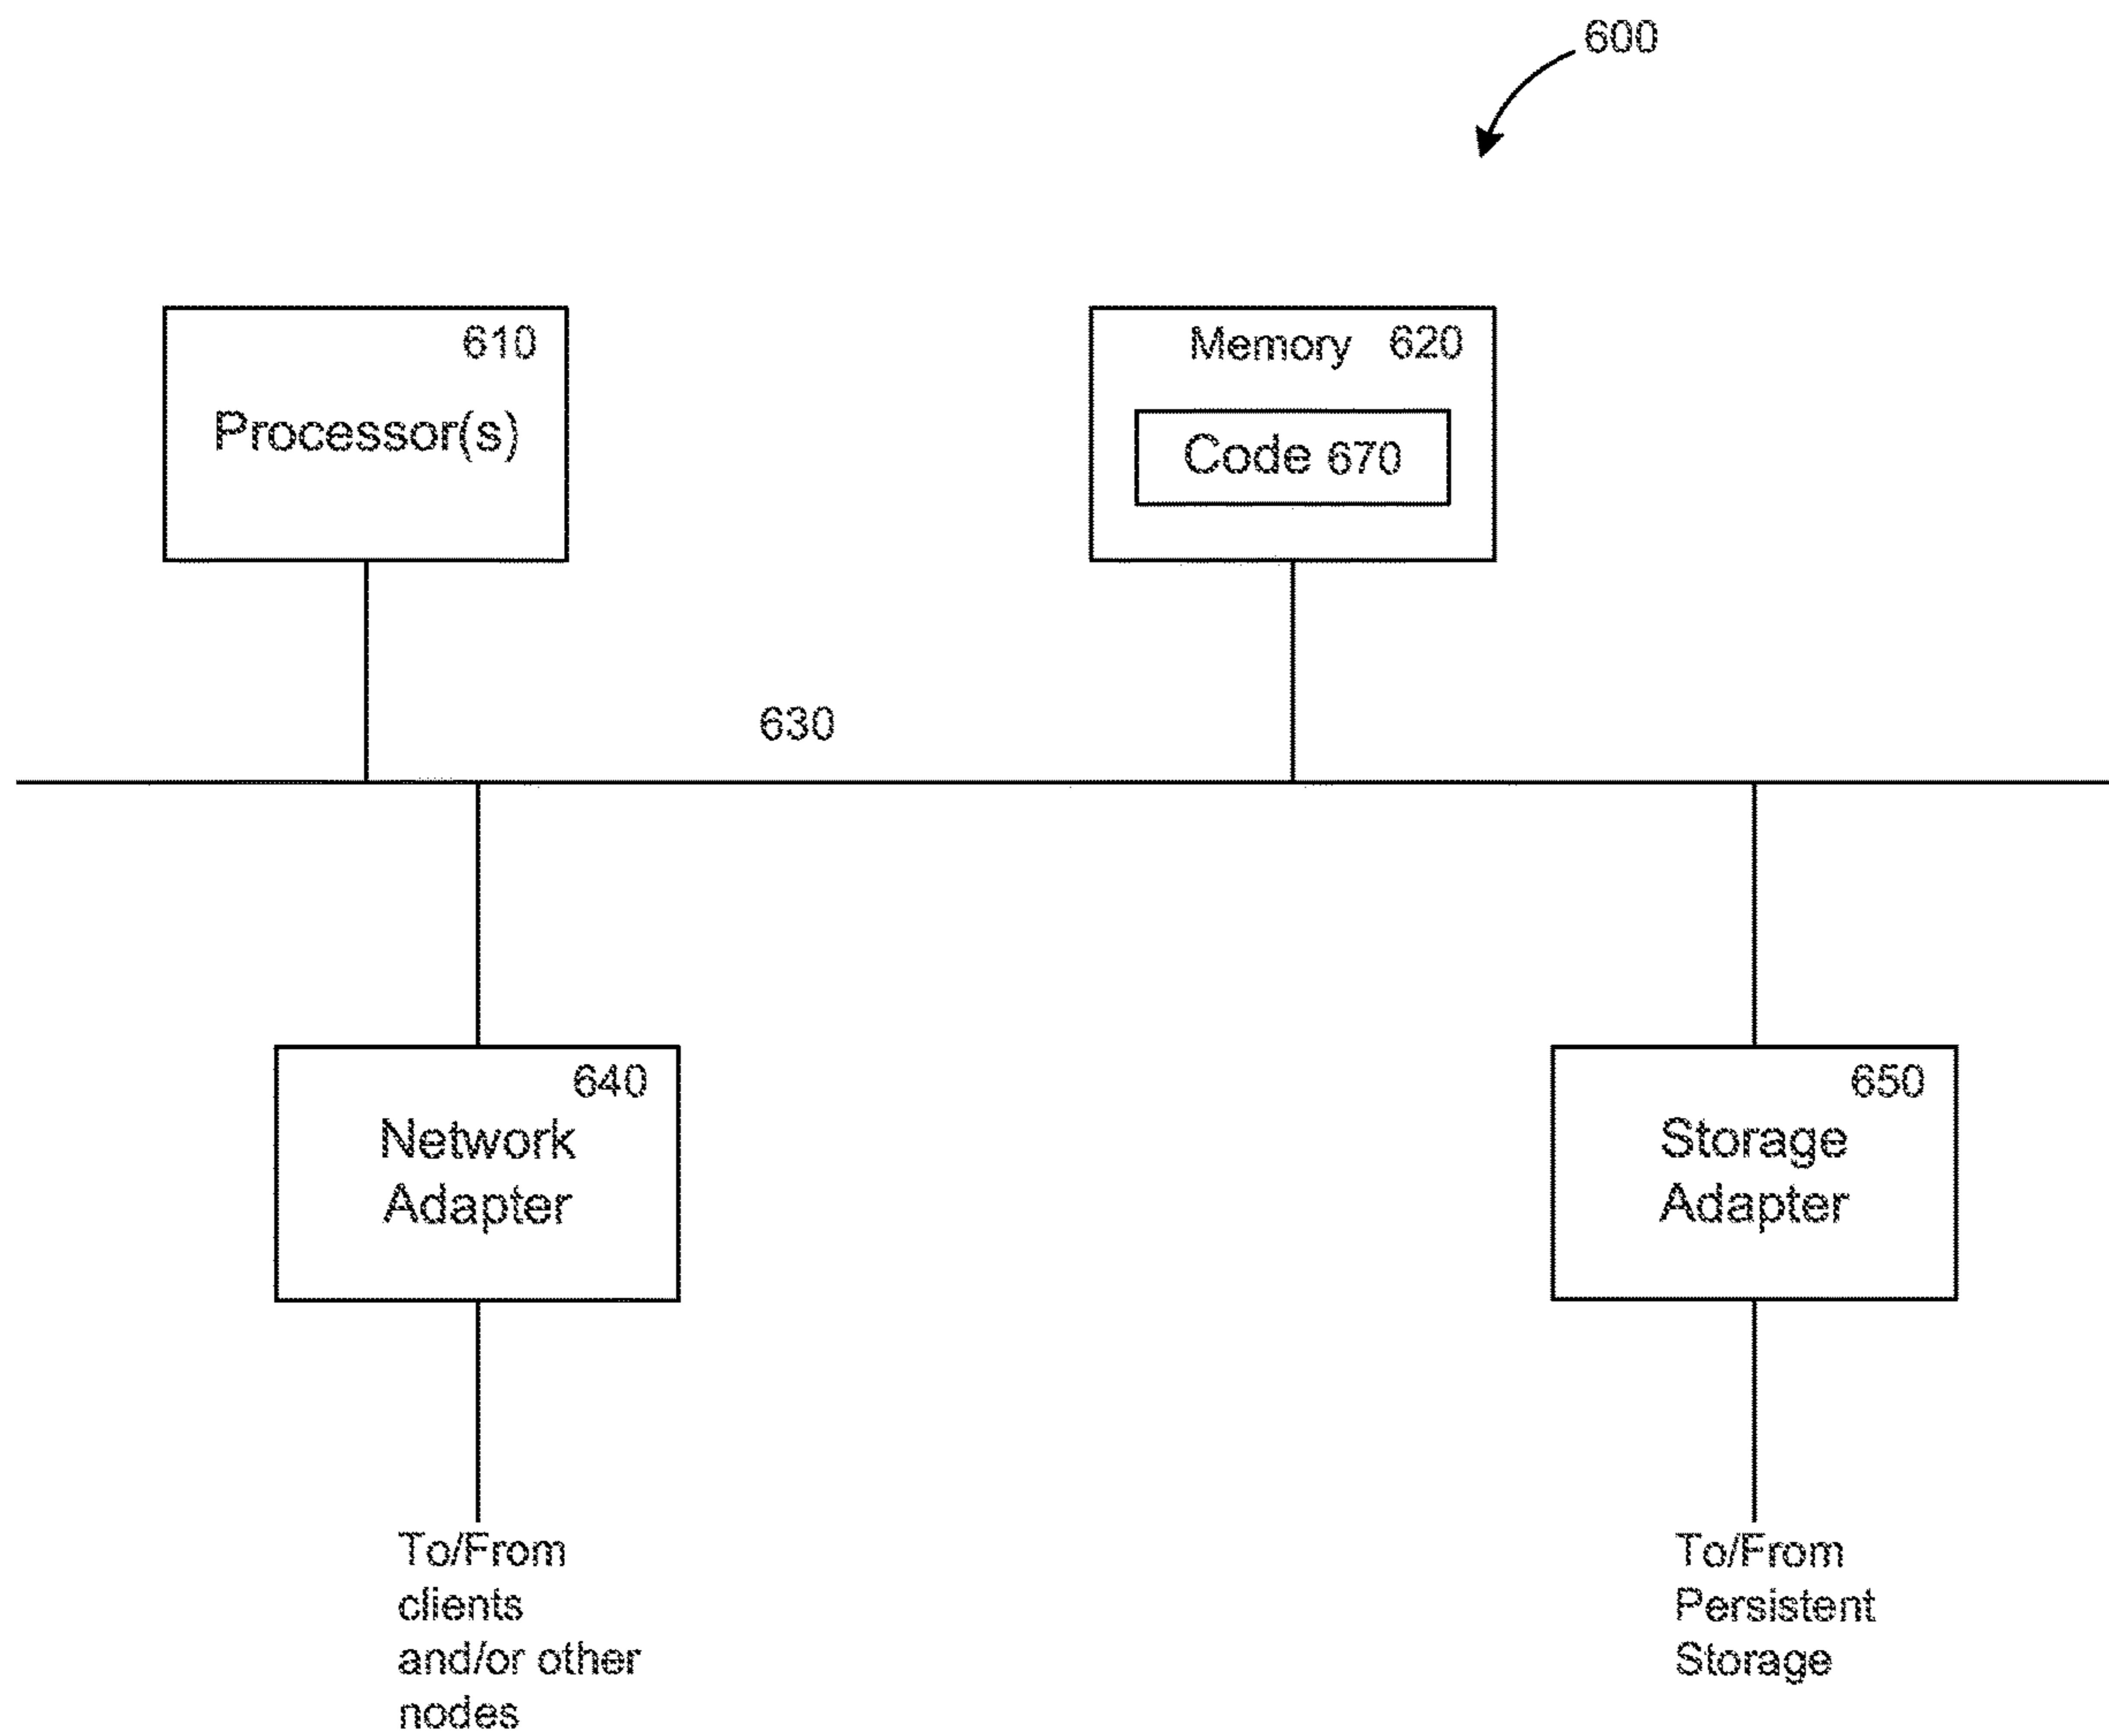 600
610
Processor(s)
Memory 620
Code 670
630
640
Network
Adapter
650
Storage
Adapter
To/From
clients
and/or other
nodes
To/From
Persistent
Storage